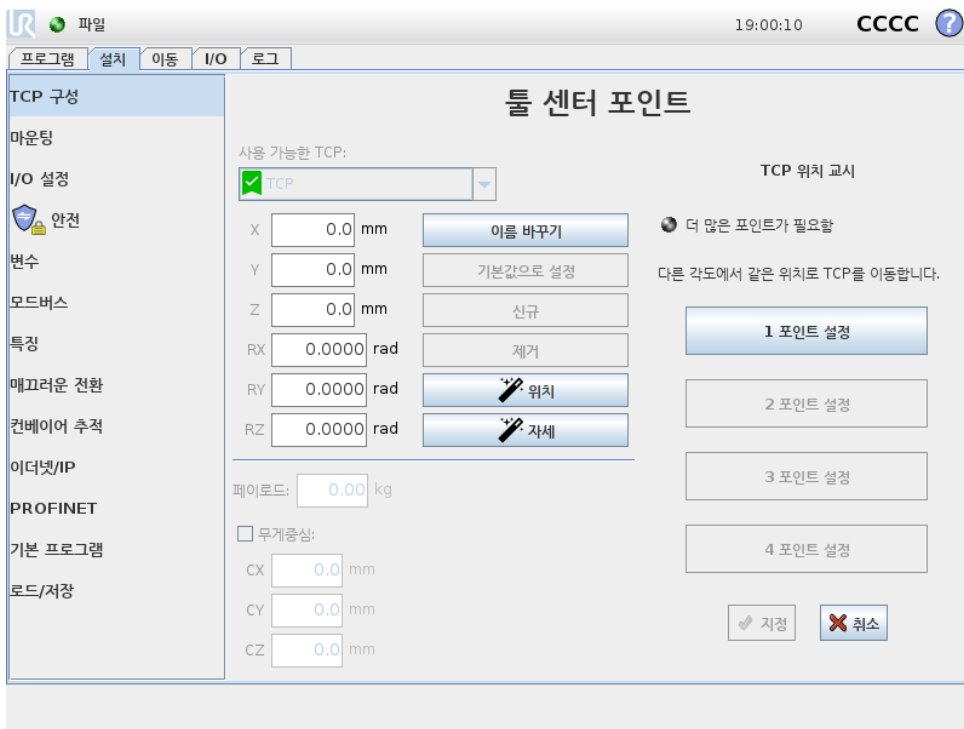 UR 파일 19:00:10 CCCC ?
프로그램 설치 이동 I/O 로그
TCP 구성
마운팅
I/O 설정
안전
변수
모드버스
특징
매끄러운 전환
컨베이어 추적
이더넷/IP
PROFINET
기본 프로그램
로드/저장
툴 센터 포인트
사용 가능한 TCP:
TCP
X 0.0 mm
Y 0.0 mm
Z 0.0 mm
RX 0.0000 rad
RY 0.0000 rad
RZ 0.0000 rad
이름 바꾸기
기본값으로 설정
신규
제거
위치
자세
페이로드: 0.00 kg
무게중심:
CX 0.0 mm
CY 0.0 mm
CZ 0.0 mm
TCP 위치 교시
더 많은 포인트가 필요함
다른 각도에서 같은 위치로 TCP를 이동합니다.
1 포인트 설정
2 포인트 설정
3 포인트 설정
4 포인트 설정
지정 취소